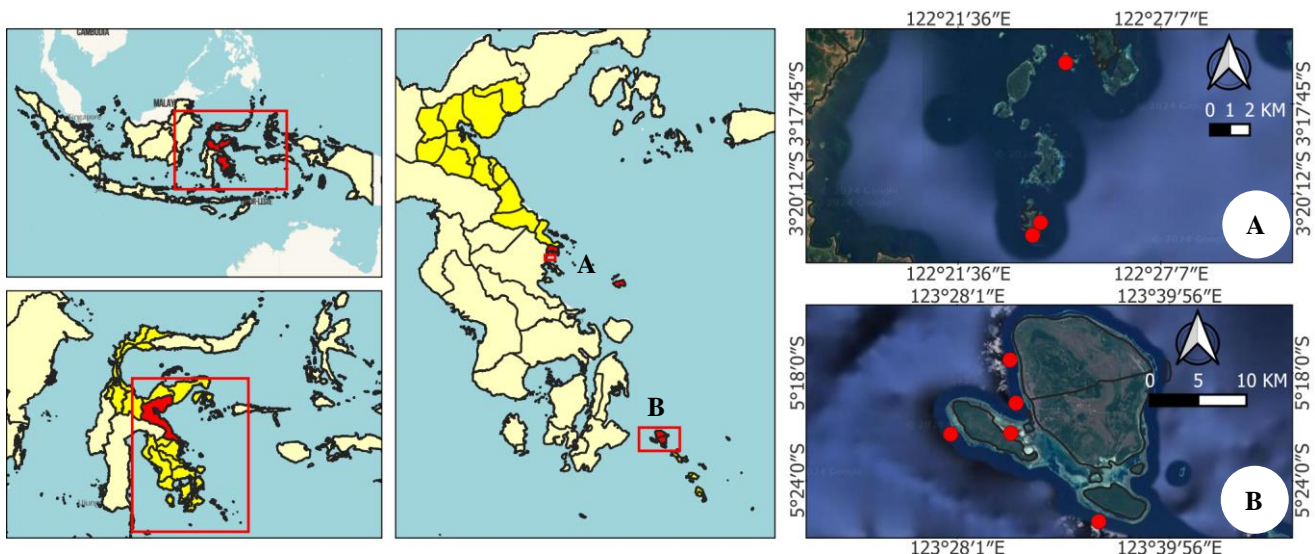 CAMBODIA
MALAY
Singapore
A
B
122°21′36″E 122°27′7″E
3°17′45″S
3°20′12″S
0 1 2 KM
3°17′45″S
3°20′12″S
A
122°21′36″E 122°27′7″E
123°28′1″E 123°39′56″E
5°18′0″S
5°24′0″S
0 5 10 KM
5°18′0″S
5°24′0″S
B
123°28′1″E 123°39′56″E